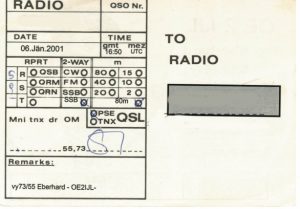 RADIO
QSO Nr.
DATE
TIME
06.Jän.2001
gmt mez
16:50 UTC
RPRT 2-WAY m
5 R QSB CW 80 15
9 S QRM FM 40 10
- T QRN SSB 20 2
SSB 80m
Mni tnx dr OM
PSE
TNX QSL
55,73
Remarks:
vy73/55 Eberhard - OE2IJL-
TO
RADIO